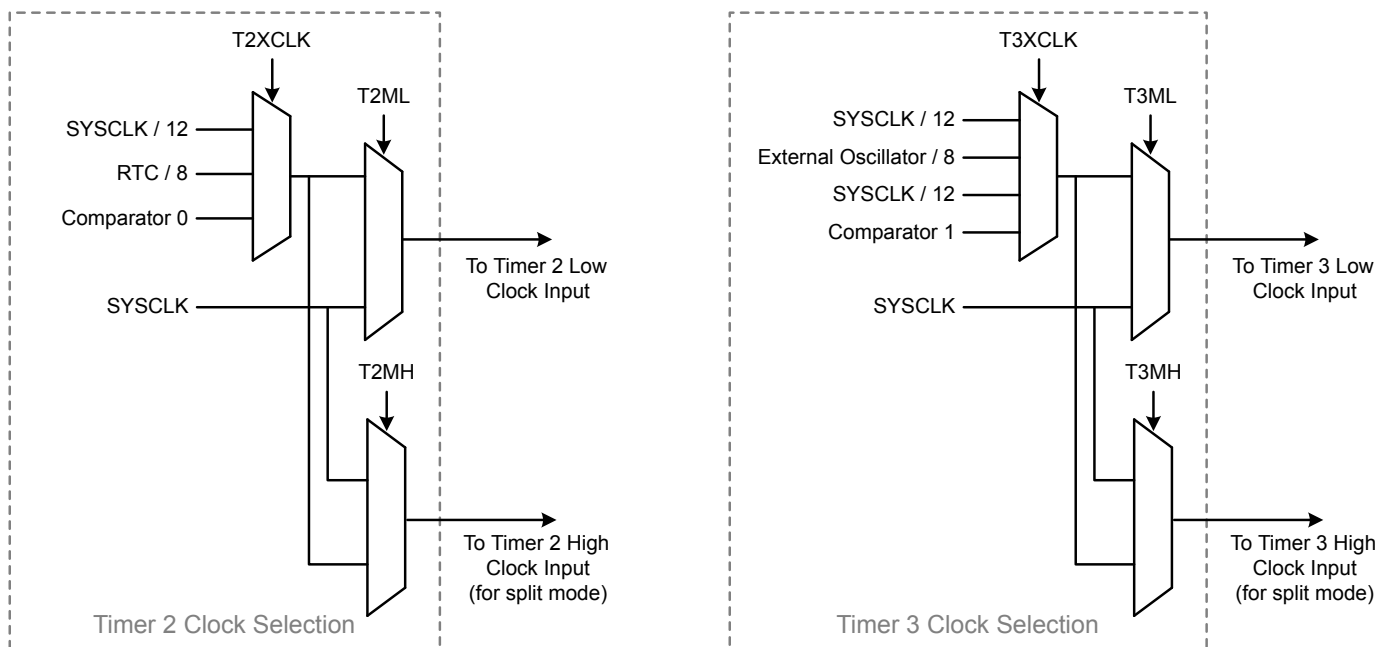 T2XCLK
T2ML
SYSCLK / 12
RTC / 8
Comparator 0
SYSCLK
To Timer 2 Low
Clock Input
T2MH
To Timer 2 High
Clock Input
(for split mode)
Timer 2 Clock Selection
T3XCLK
T3ML
SYSCLK / 12
External Oscillator / 8
SYSCLK / 12
Comparator 1
SYSCLK
To Timer 3 Low
Clock Input
T3MH
To Timer 3 High
Clock Input
(for split mode)
Timer 3 Clock Selection